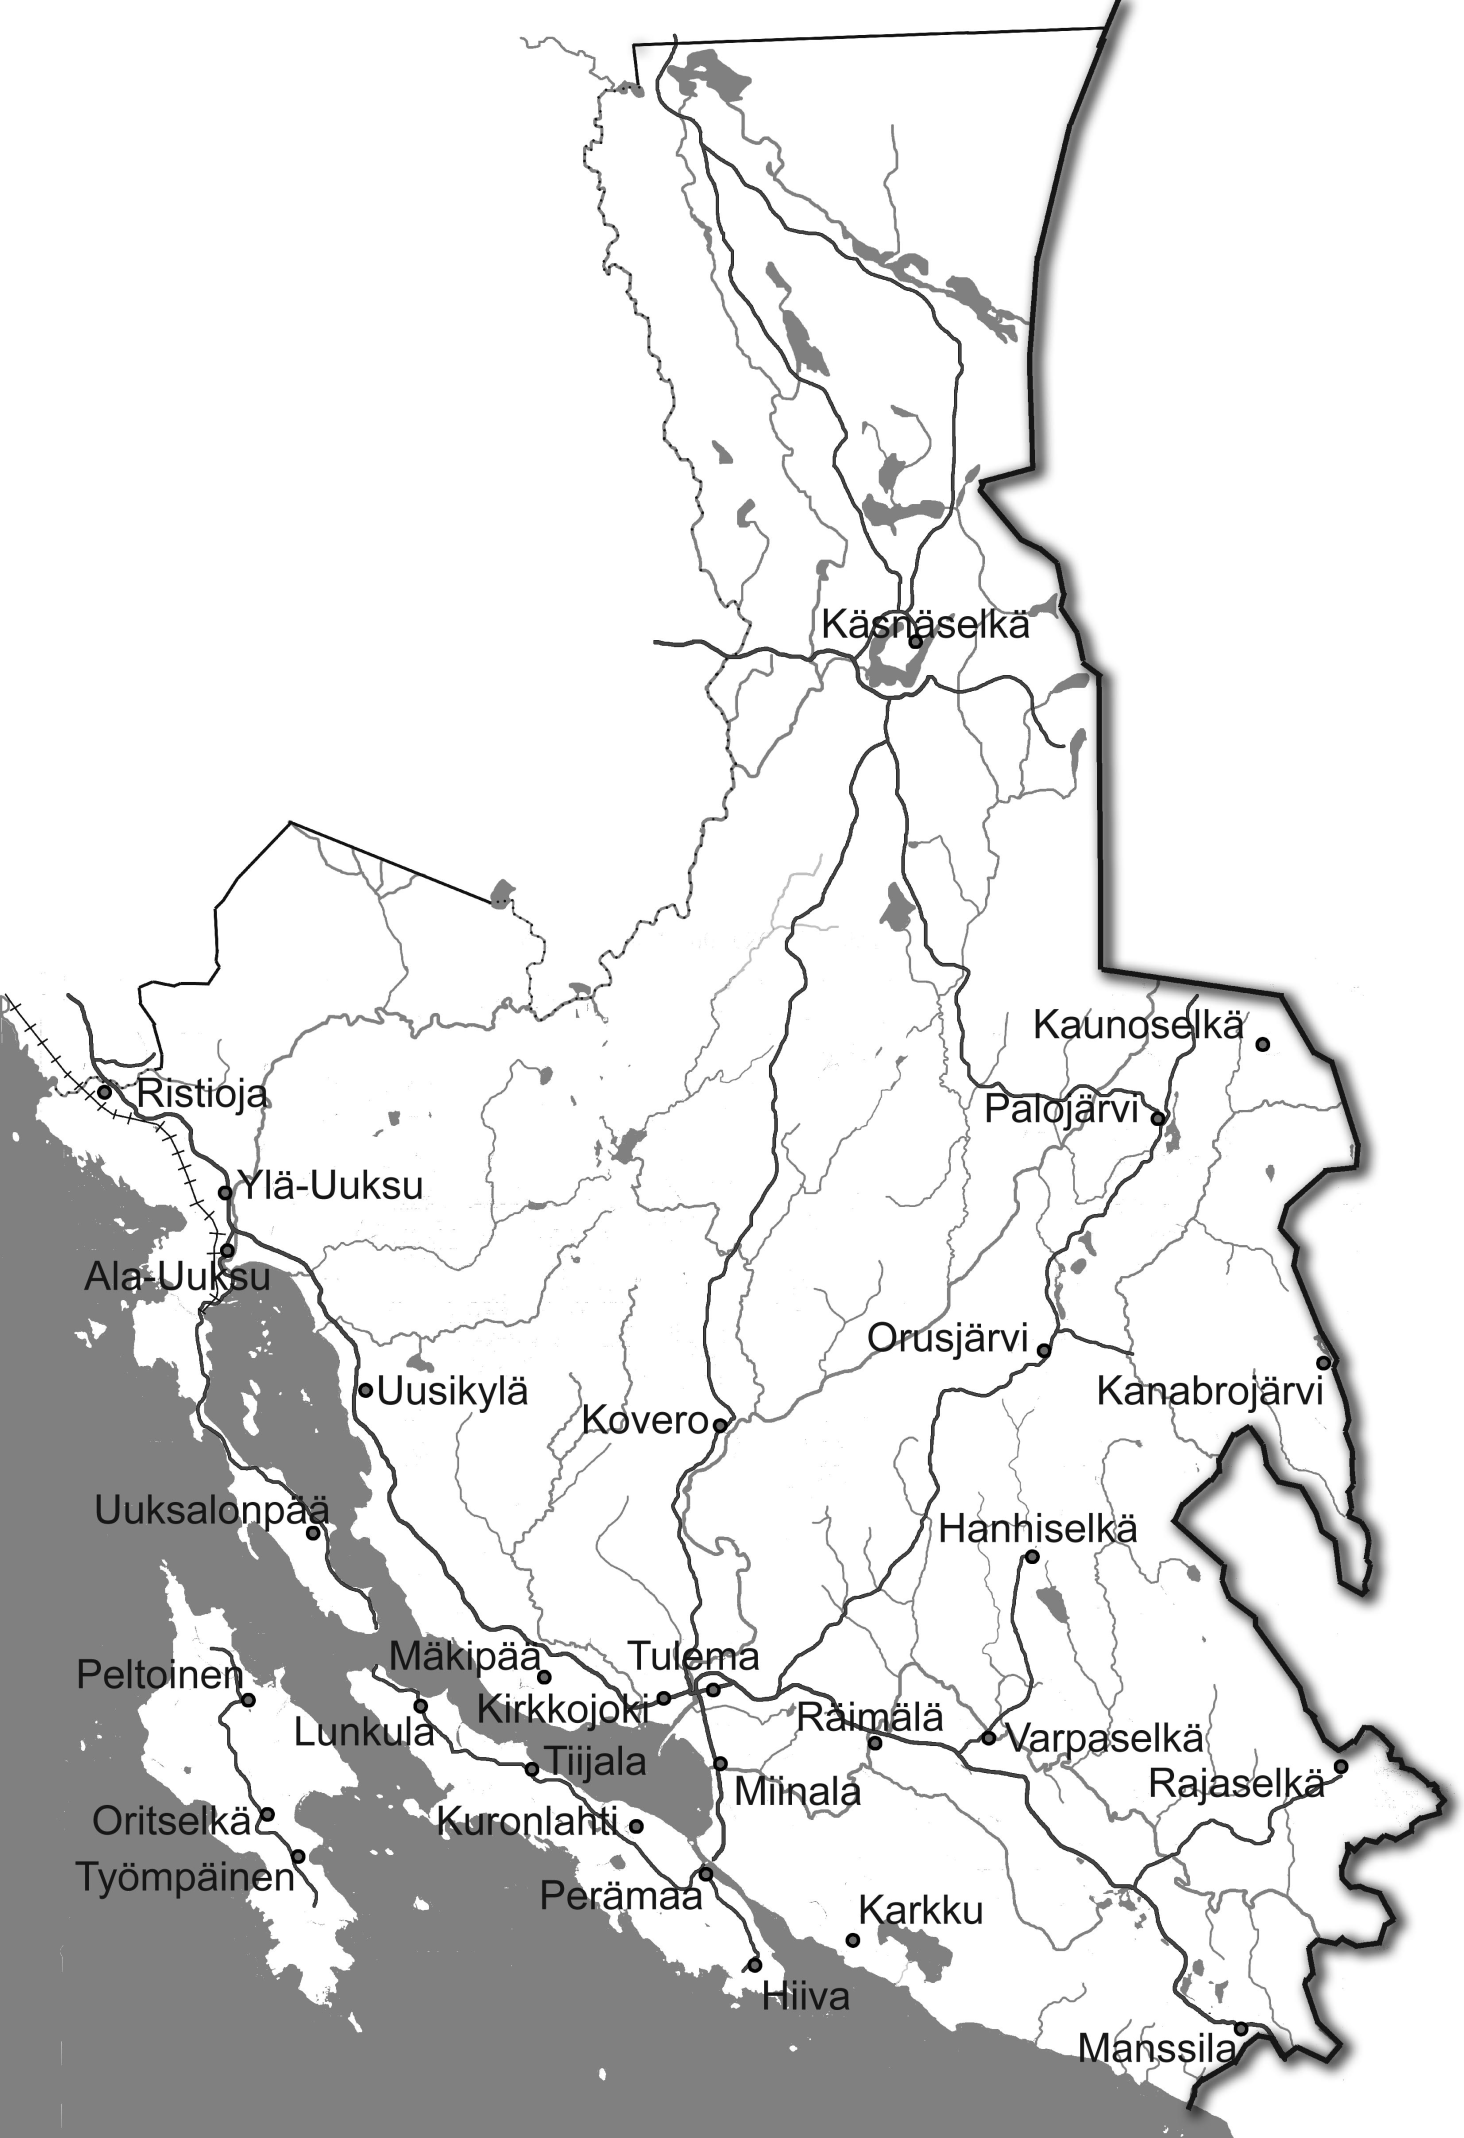 Käsnäselkä
Kaunoselkä
Ristioja
Palojärvi
Ylä-Uuksu
Ala-Uuksu
Orusjärvi
Uusikylä
Kanabrojärvi
Kovero
Uuksalonpää
Hanhiselkä
Mäkipää
Tulema
Peltoinen
Kirkkojoki
Räimälä
Lunkula
Varpaselkä
Tiijala
Rajaselkä
Miinala
Oritselkä
Kuronlahti
Työmpäinen
Perämaa
Karkku
Hiiva
Manssila